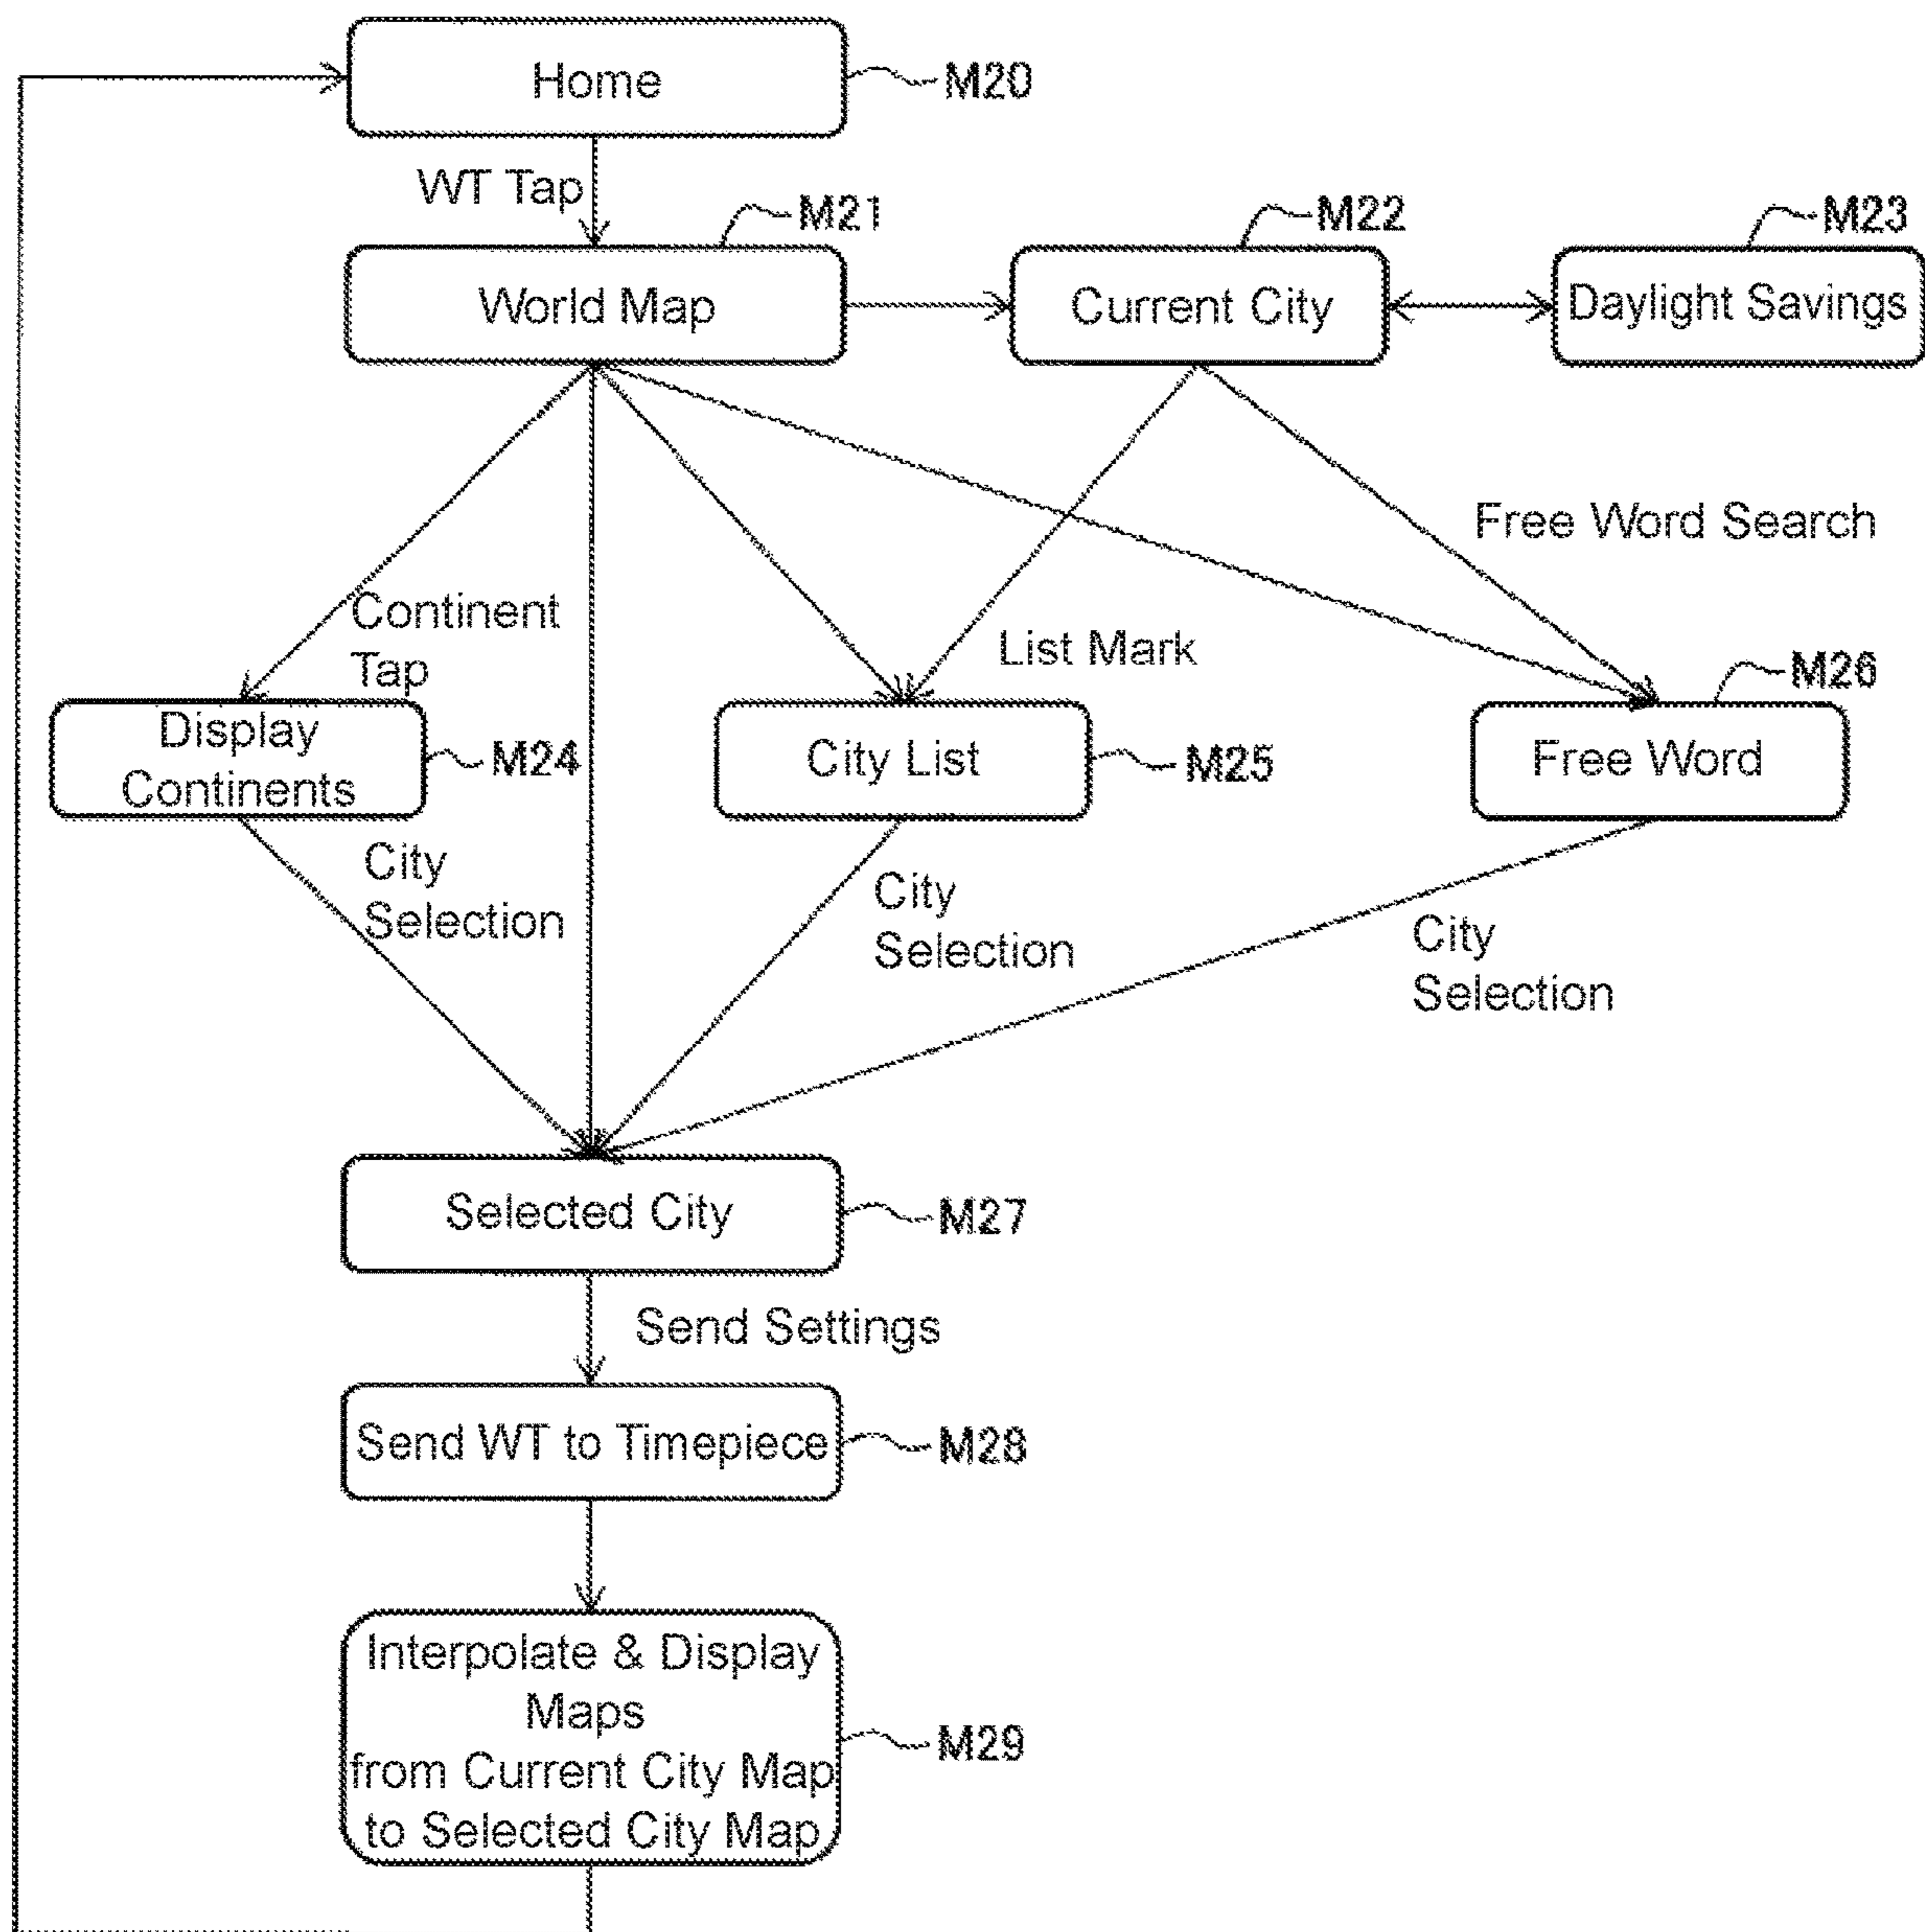 Home
M20
WT Tap
M21
M22
M23
World Map
Current City
Daylight Savings
Free Word Search
Continent
Tap
List Mark
M26
Display
Continents
M24
City List
M25
Free Word
City
Selection
City
Selection
City
Selection
Selected City
M27
Send Settings
Send WT to Timepiece
M28
Interpolate & Display
Maps
from Current City Map
to Selected City Map
M29